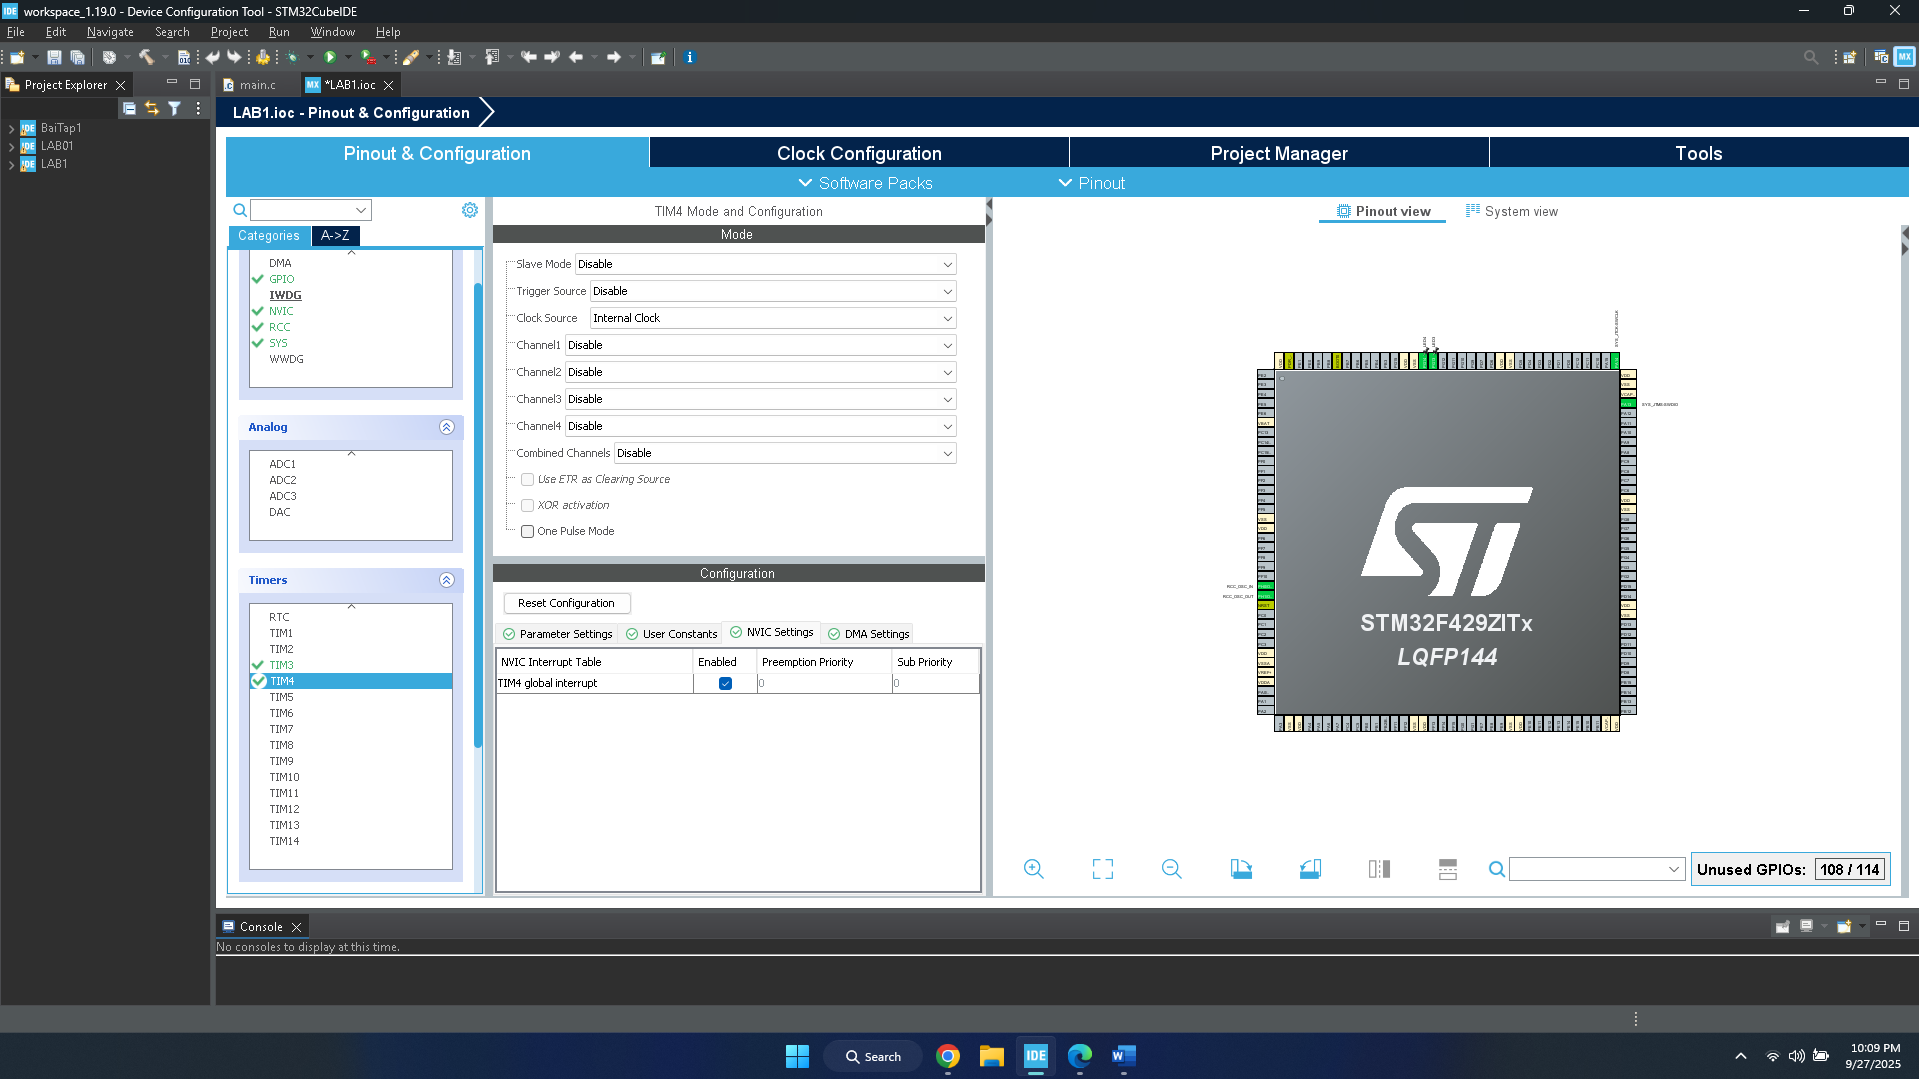 IDE workspace_1.19.0 - Device Configuration Tool - STM32CubeIDE
File Edit Navigate Search Project Run Window Help
Project Explorer
BaiTap1
LAB01
LAB1
main.c
MX *LAB1.ioc
LAB1.ioc - Pinout & Configuration
Pinout & Configuration
Clock Configuration
Project Manager
Tools
Software Packs
Pinout
Categories
A->Z
DMA
GPIO
IWDG
NVIC
RCC
SYS
WWDG
Analog
ADC1
ADC2
ADC3
DAC
Timers
RTC
TIM1
TIM2
TIM3
TIM4
TIM5
TIM6
TIM7
TIM8
TIM9
TIM10
TIM11
TIM12
TIM13
TIM14
TIM4 Mode and Configuration
Mode
Slave Mode Disable
Trigger Source Disable
Clock Source Internal Clock
Channel1 Disable
Channel2 Disable
Channel3 Disable
Channel4 Disable
Combined Channels Disable
Use ETR as Clearing Source
XOR activation
One Pulse Mode
Configuration
Reset Configuration
Parameter Settings
User Constants
NVIC Settings
DMA Settings
NVIC Interrupt Table Enabled Preemption Priority Sub Priority
TIM4 global interrupt 0 0
Pinout view
System view
RCC_OSC_IN
RCC_OSC_OUT
STM32F429ZITx
LQFP144
Unused GPIOs: 108 / 114
Console
No consoles to display at this time.
Search
IDE
10:09 PM
9/27/2025